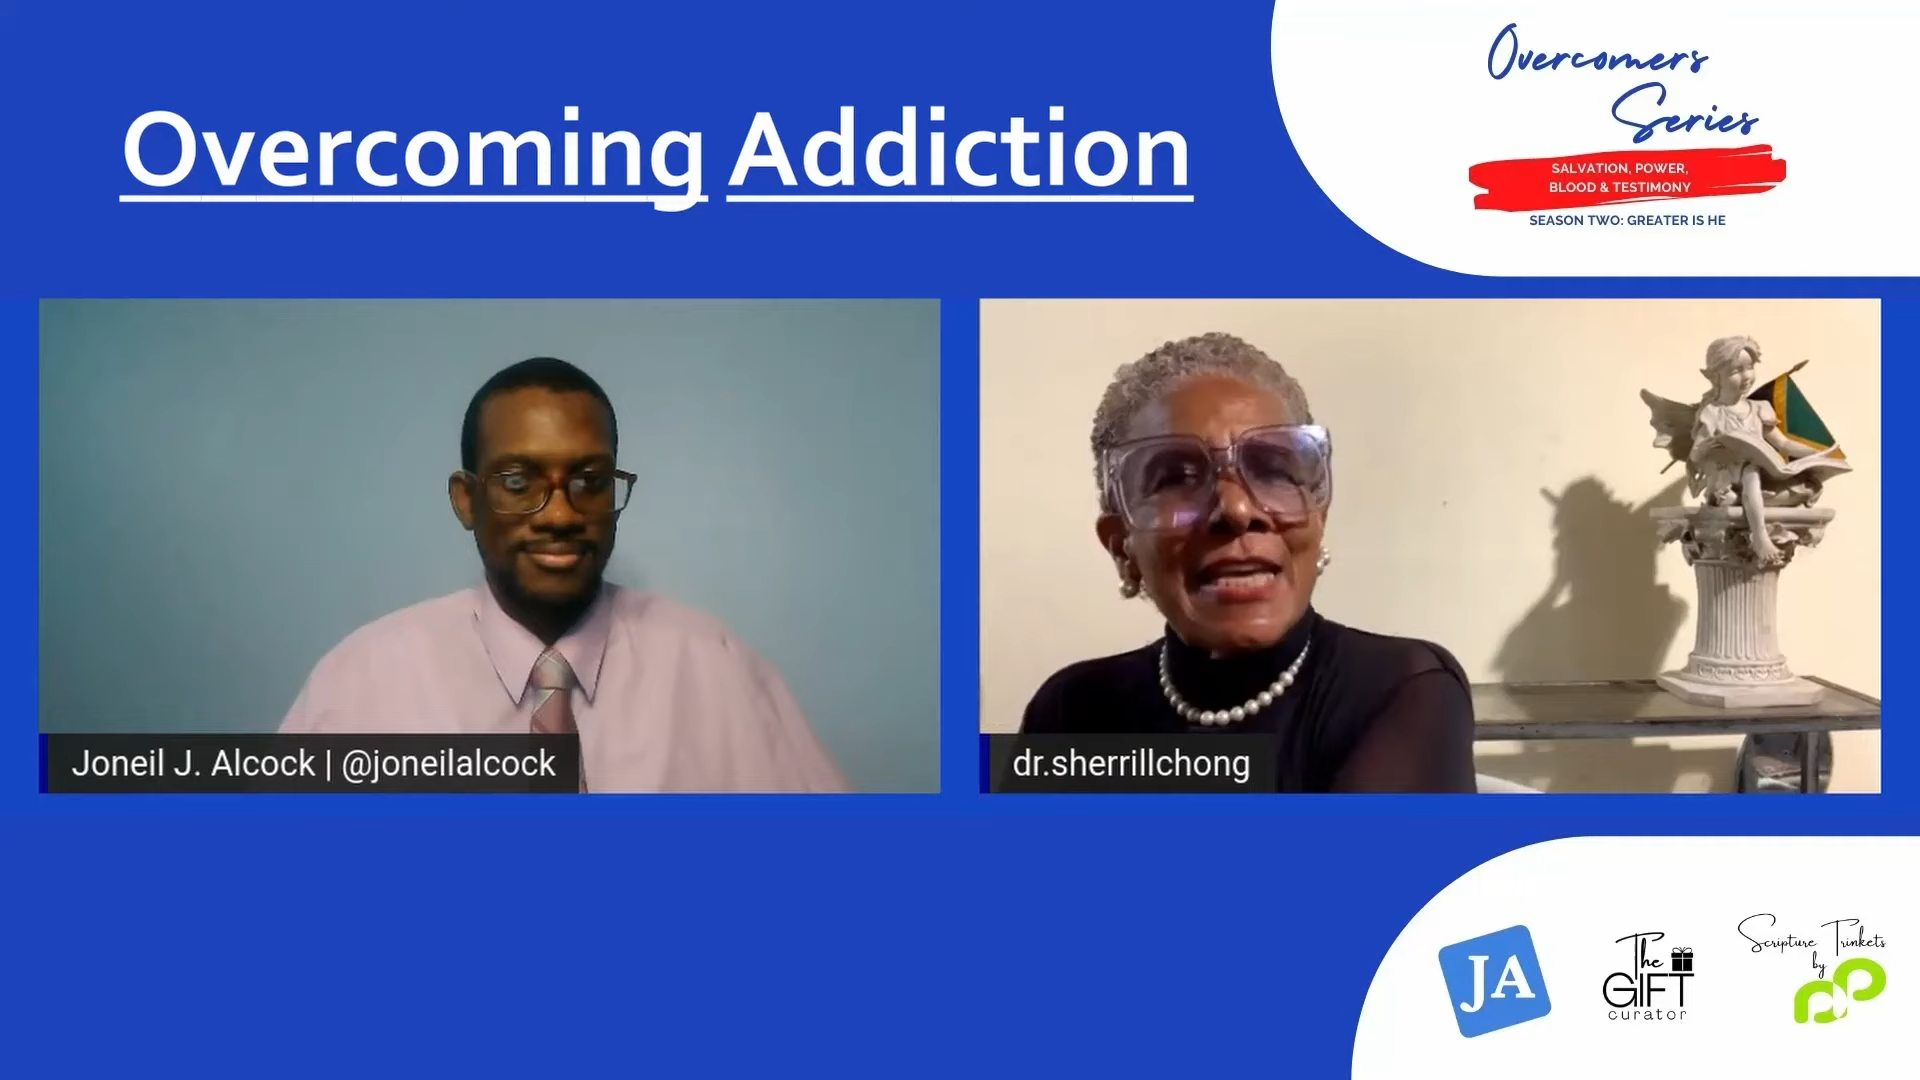 Overcoming Addiction
Overcomers
Series
SALVATION, POWER,
BLOOD & TESTIMONY
SEASON TWO: GREATER IS HE
Joneil J. Alcock | @joneilalcock
dr.sherrillchong
JA
The
GIFT
curator
Scripture Trinkets
by